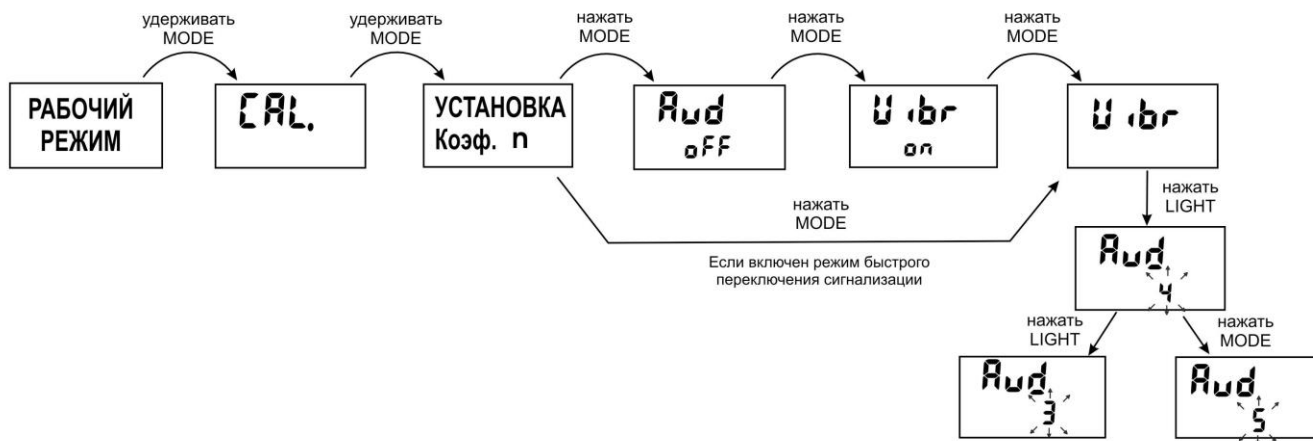 удерживать
MODE
удерживать
MODE
нажать
MODE
нажать
MODE
нажать
MODE
РАБОЧИЙ
РЕЖИМ
CAL.
УСТАНОВКА
Коэф. n
Aud
oFF
Vibr
on
Vibr
нажать
MODE
Если включен режим быстрого
переключения сигнализации
нажать
LIGHT
Aud
4
нажать
LIGHT
нажать
MODE
Aud
3
Aud
5